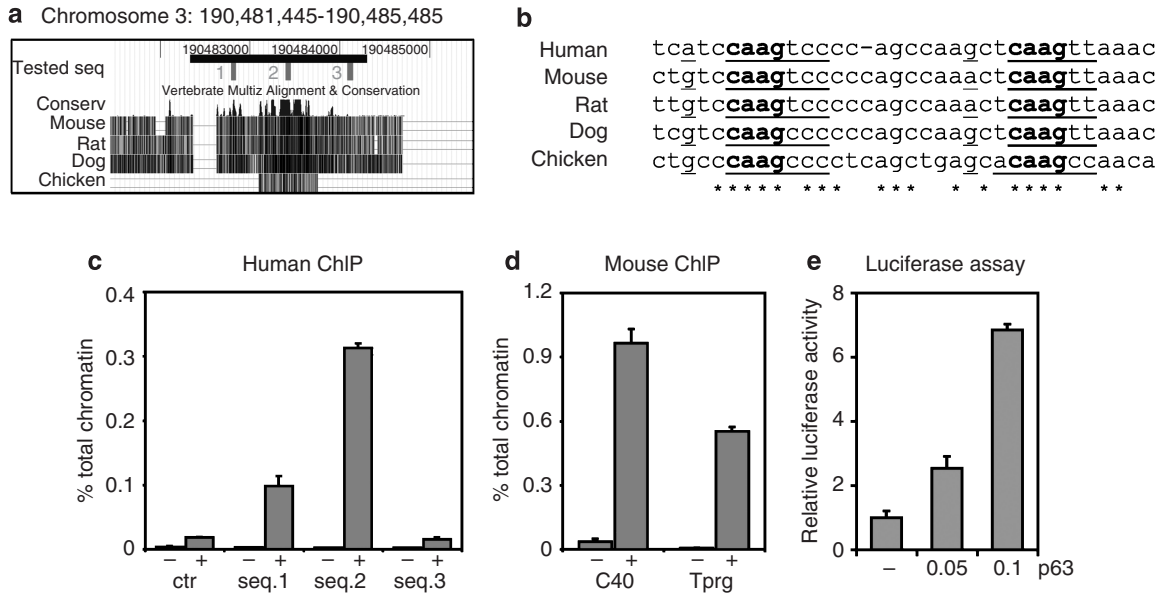 a Chromosome 3: 190,481,445-190,485,485
190483000 190484000 190485000
Tested seq 1 2 3
Vertebrate Multiz Alignment & Conservation
Conserv
Mouse
Rat
Dog
Chicken
b
Human tcatccaagtcccc-agccaagctcaagttaaac
Mouse ctgtccaagtcccccagccaaactcaagttaaac
Rat ttgtccaagtcccccagccaaactcaagttaaac
Dog tcgtccaagtcccccagccaagctcaagttaaac
Chicken ctgcccaagccccctcagctgagcacaagccaaca
***** *** *** * * **** **
c Human ChIP
% total chromatin
0.4
0.3
0.2
0.1
0
– + – + – + – +
ctr seq.1 seq.2 seq.3
d Mouse ChIP
% total chromatin
1.2
0.9
0.6
0.3
0
– + – +
C40 Tprg
e Luciferase assay
Relative luciferase activity
8
6
4
2
0
– 0.05 0.1 p63